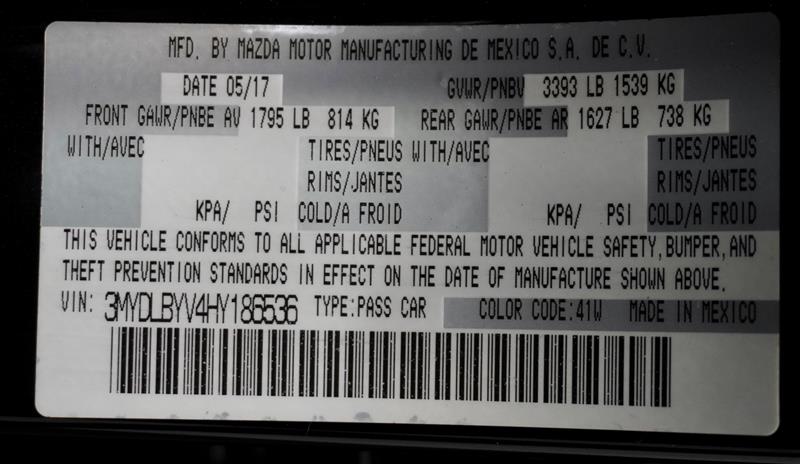 MFD. BY MAZDA MOTOR MANUFACTURING DE MEXICO S.A. DE C.V.
DATE 05/17 GVWR/PNBV 3393 LB 1539 KG
FRONT GAWR/PNBE AV 1795 LB 814 KG REAR GAWR/PNBE AR 1627 LB 738 KG
WITH/AVEC TIRES/PNEUS WITH/AVEC TIRES/PNEUS
RIMS/JANTES RIMS/JANTES
KPA/ PSI COLD/A FROID KPA/ PSI COLD/A FROID
THIS VEHICLE CONFORMS TO ALL APPLICABLE FEDERAL MOTOR VEHICLE SAFETY,BUMPER,AND
THEFT PREVENTION STANDARDS IN EFFECT ON THE DATE OF MANUFACTURE SHOWN ABOVE.
VIN: 3MYDLBYV4HY186536 TYPE:PASS CAR COLOR CODE:41W MADE IN MEXICO